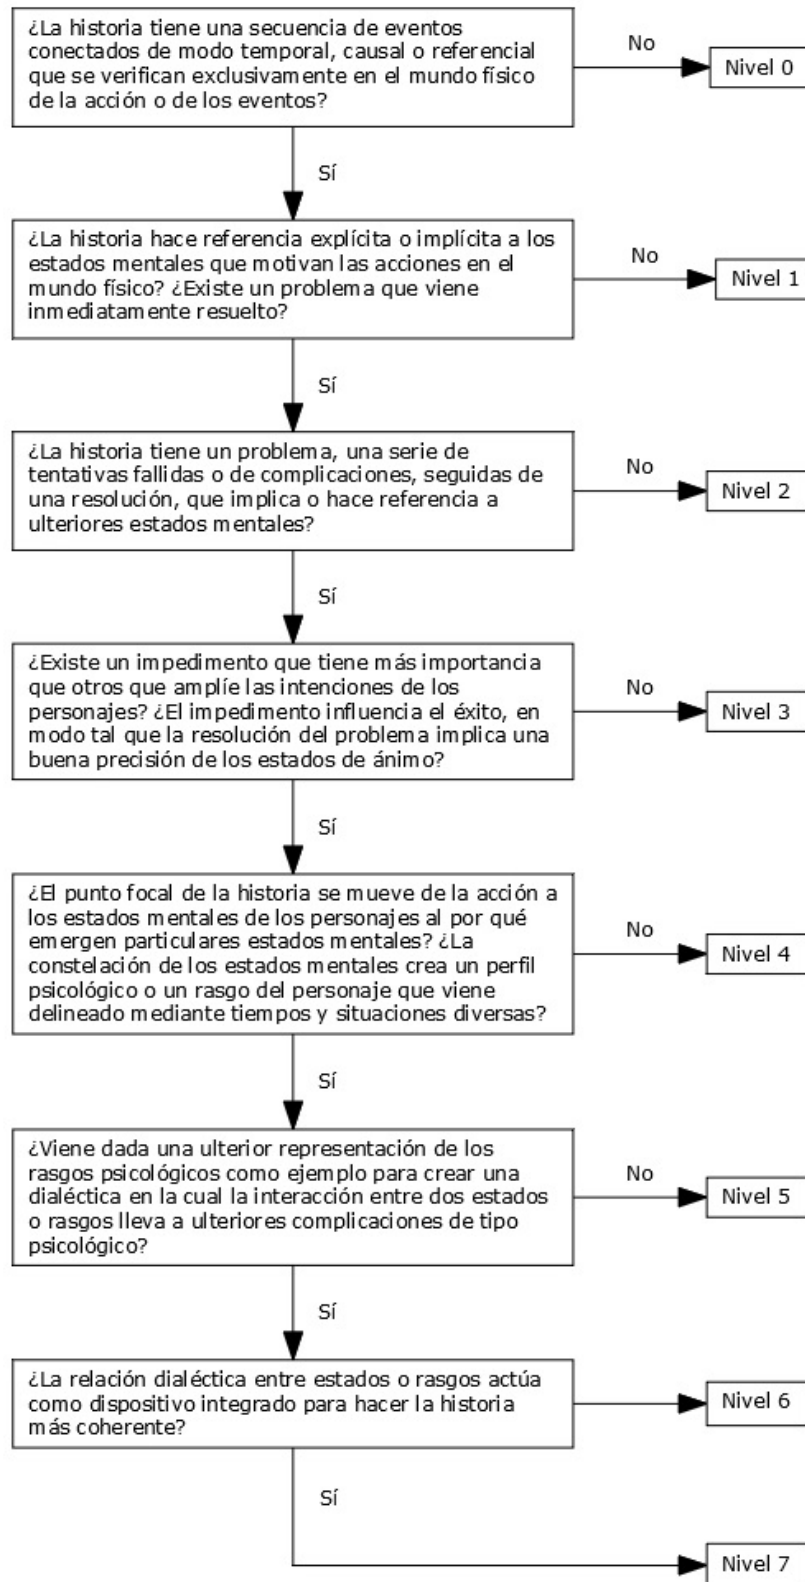 ¿La historia tiene una secuencia de eventos
conectados de modo temporal, causal o referencial
que se verifican exclusivamente en el mundo físico
de la acción o de los eventos?
No
Nivel 0
Sí
¿La historia hace referencia explícita o implícita a los
estados mentales que motivan las acciones en el
mundo físico? ¿Existe un problema que viene
inmediatamente resuelto?
No
Nivel 1
Sí
¿La historia tiene un problema, una serie de
tentativas fallidas o de complicaciones, seguidas de
una resolución, que implica o hace referencia a
ulteriores estados mentales?
No
Nivel 2
Sí
¿Existe un impedimento que tiene más importancia
que otros que amplíe las intenciones de los
personajes? ¿El impedimento influencia el éxito, en
modo tal que la resolución del problema implica una
buena precisión de los estados de ánimo?
No
Nivel 3
Sí
¿El punto focal de la historia se mueve de la acción a
los estados mentales de los personajes al por qué
emergen particulares estados mentales? ¿La
constelación de los estados mentales crea un perfil
psicológico o un rasgo del personaje que viene
delineado mediante tiempos y situaciones diversas?
No
Nivel 4
Sí
¿Viene dada una ulterior representación de los
rasgos psicológicos como ejemplo para crear una
dialéctica en la cual la interacción entre dos estados
o rasgos lleva a ulteriores complicaciones de tipo
psicológico?
No
Nivel 5
Sí
¿La relación dialéctica entre estados o rasgos actúa
como dispositivo integrado para hacer la historia
más coherente?
Nivel 6
Sí
Nivel 7